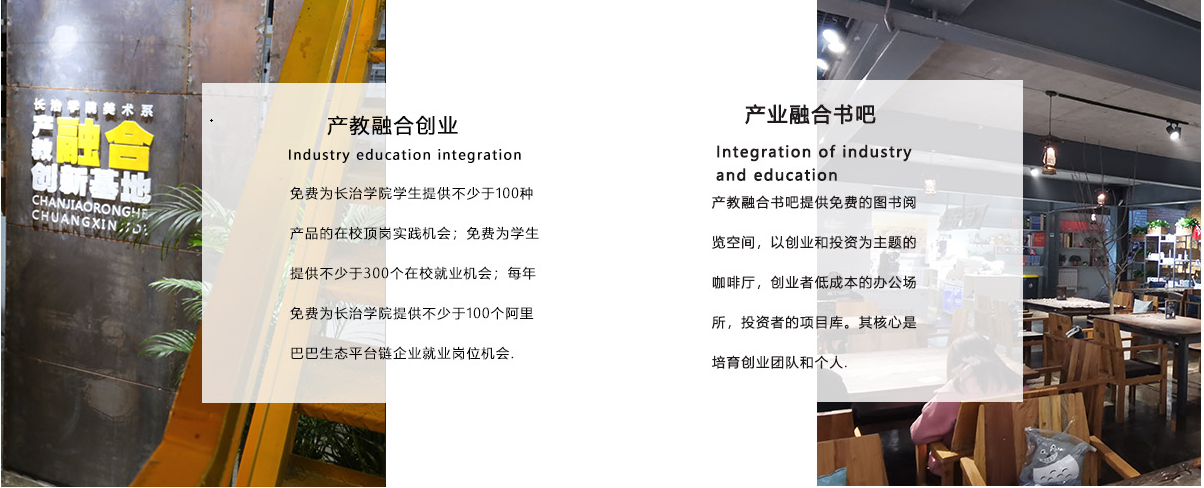 长治学院美术系
产教融合
创新基地
CHANJIAORONGHE
CHUANGXINJIDI
产教融合创业
Industry education integration
免费为长治学院学生提供不少于100种
产品的在校顶岗实践机会；免费为学生
提供不少于300个在校就业机会；每年
免费为长治学院提供不少于100个阿里
巴巴生态平台链企业就业岗位机会.
产业融合书吧
Integration of industry
and education
产教融合书吧提供免费的图书阅
览空间，以创业和投资为主题的
咖啡厅，创业者低成本的办公场
所，投资者的项目库。其核心是
培育创业团队和个人.